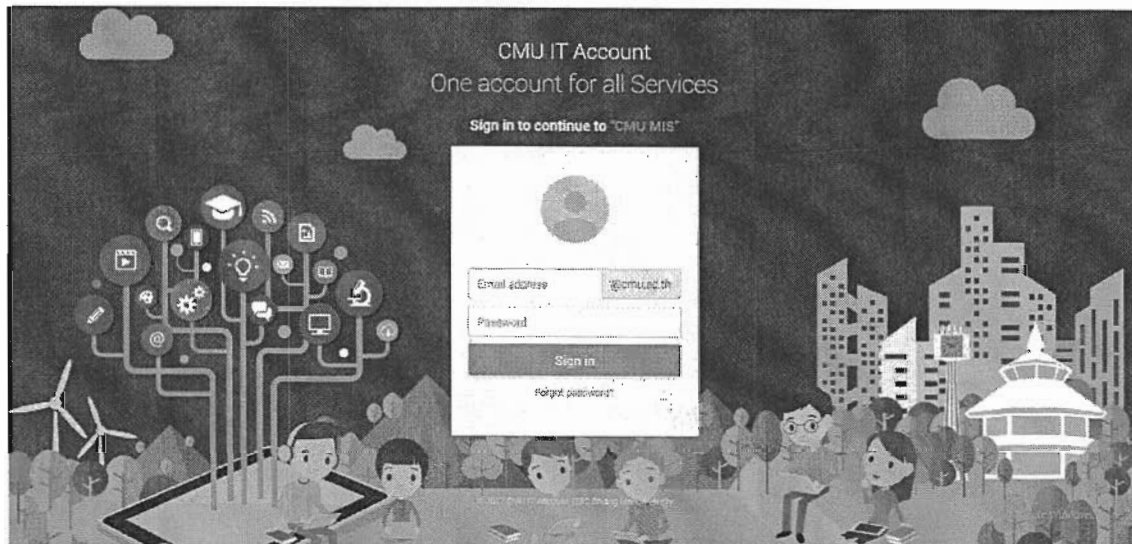 CMU IT Account
One account for all Services
Sign in to continue to "CMU MIS"
Email address
@cmu.ac.th
Password
Sign in
Forgot password?